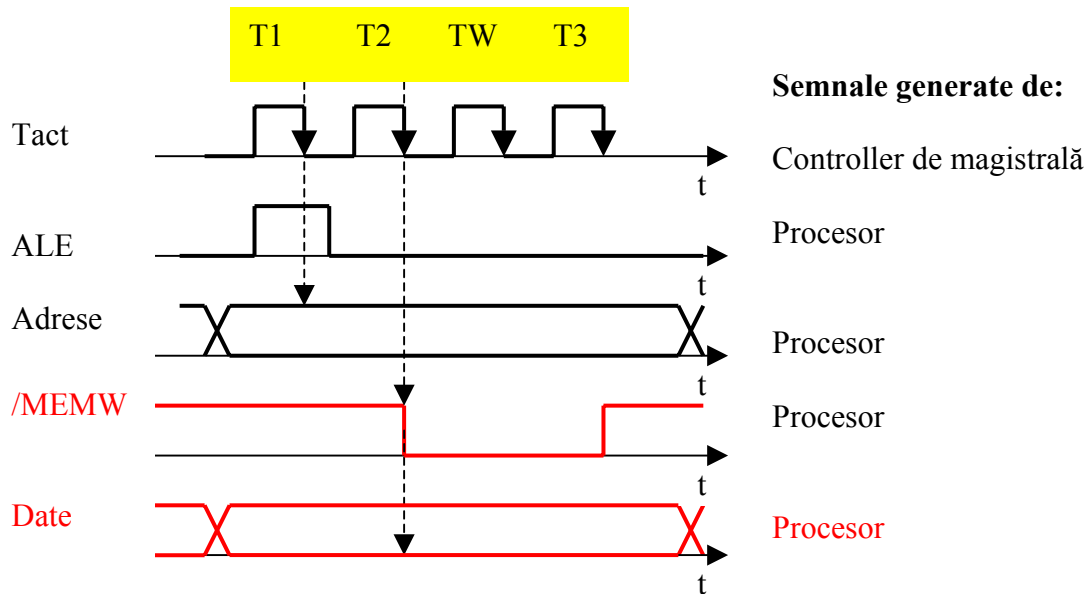 T1 T2 TW T3
Semnale generate de:
Tact
Controller de magistrală
t
ALE
Procesor
t
Adrese
Procesor
t
/MEMW
Procesor
t
Date
Procesor
t